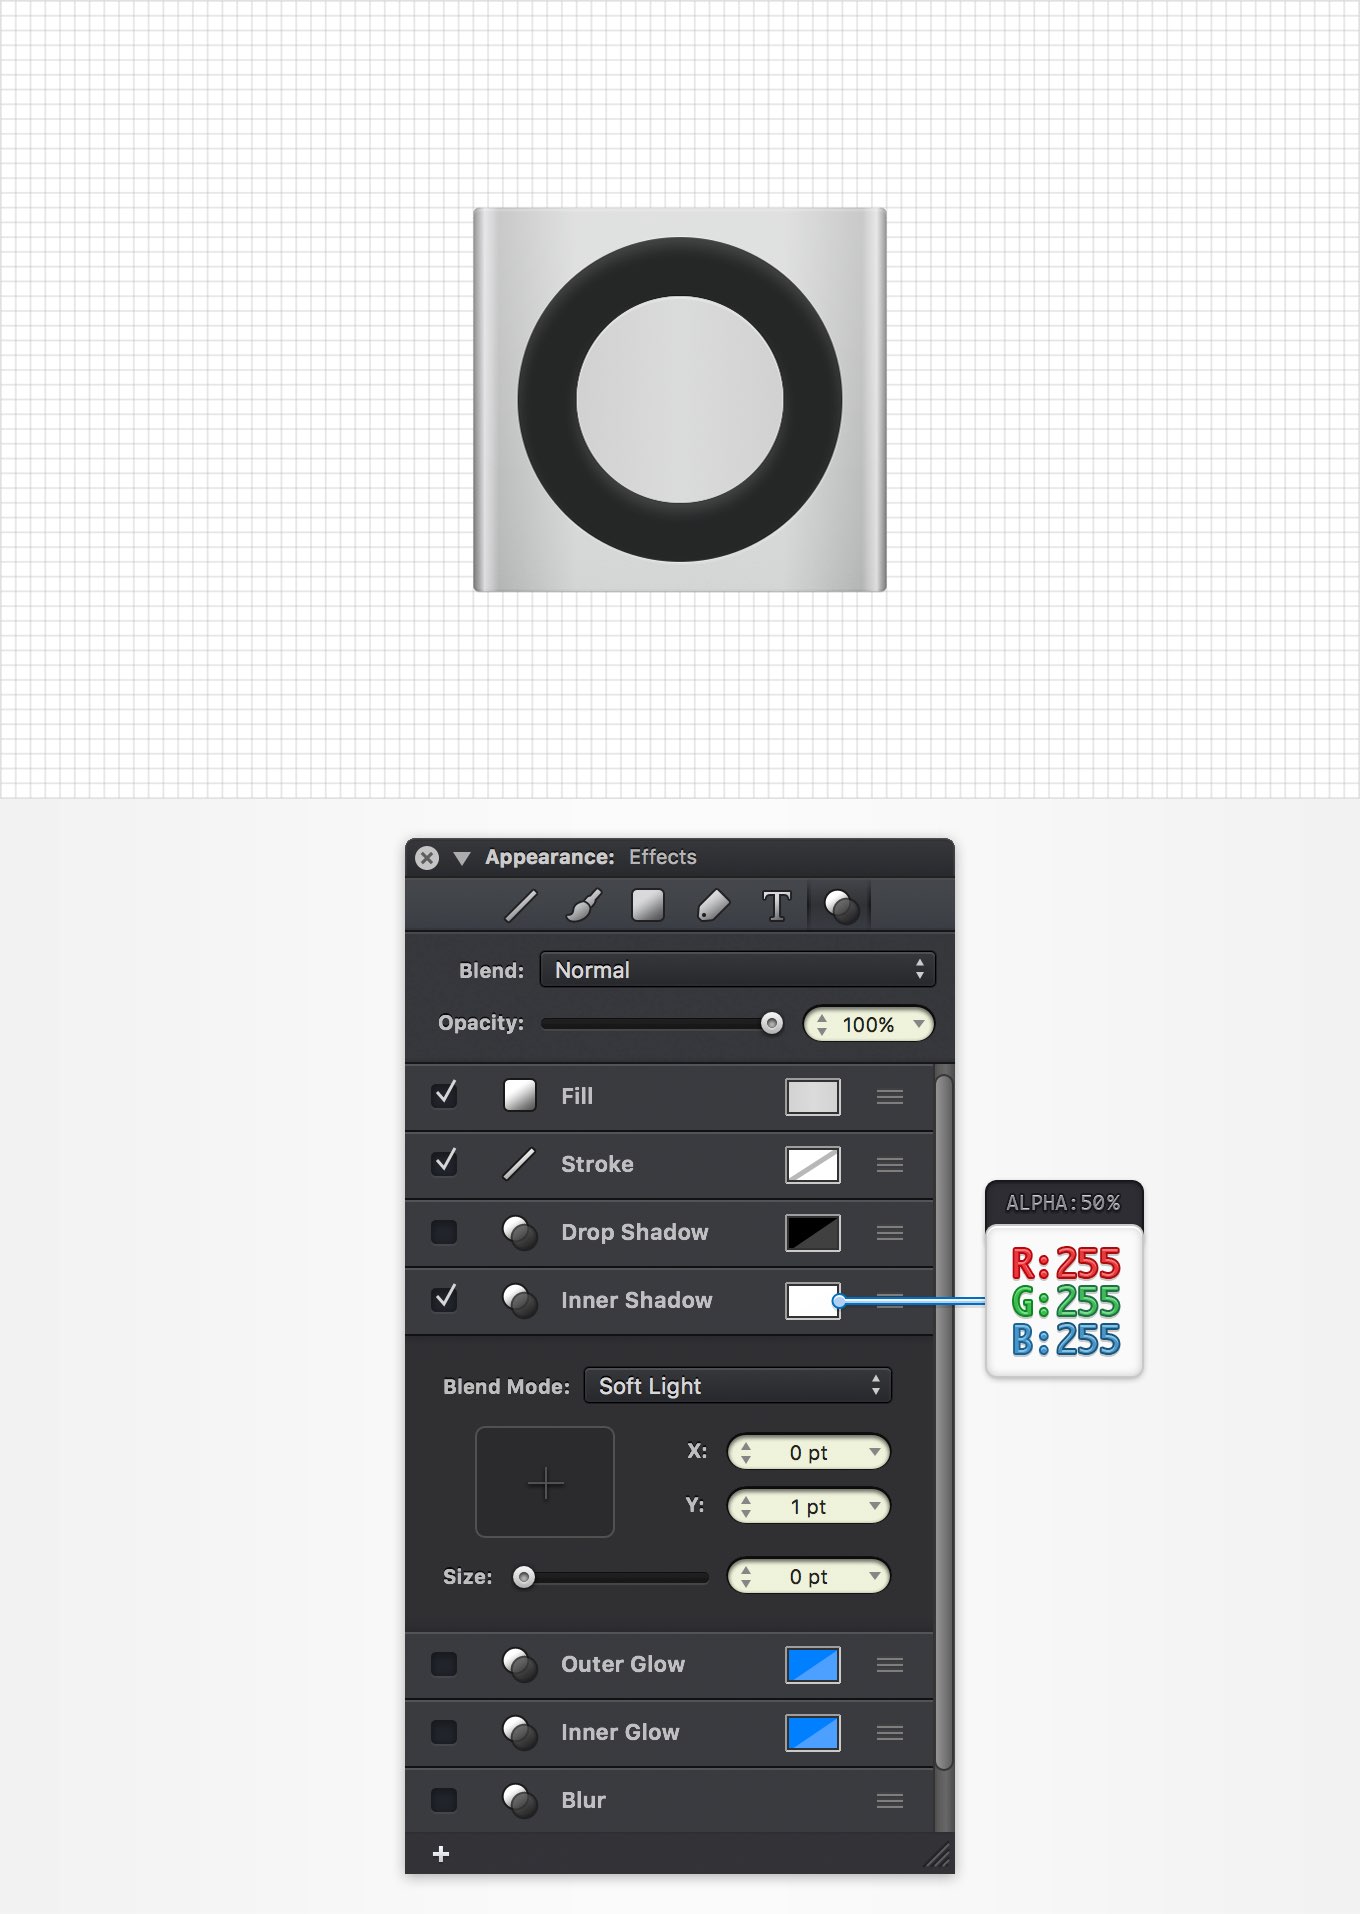 Appearance: Effects
T
Blend: Normal
Opacity: 100%
Fill
Stroke
Drop Shadow
Inner Shadow
ALPHA:50%
R:255
G:255
B:255
Blend Mode: Soft Light
X: 0 pt
Y: 1 pt
Size: 0 pt
Outer Glow
Inner Glow
Blur